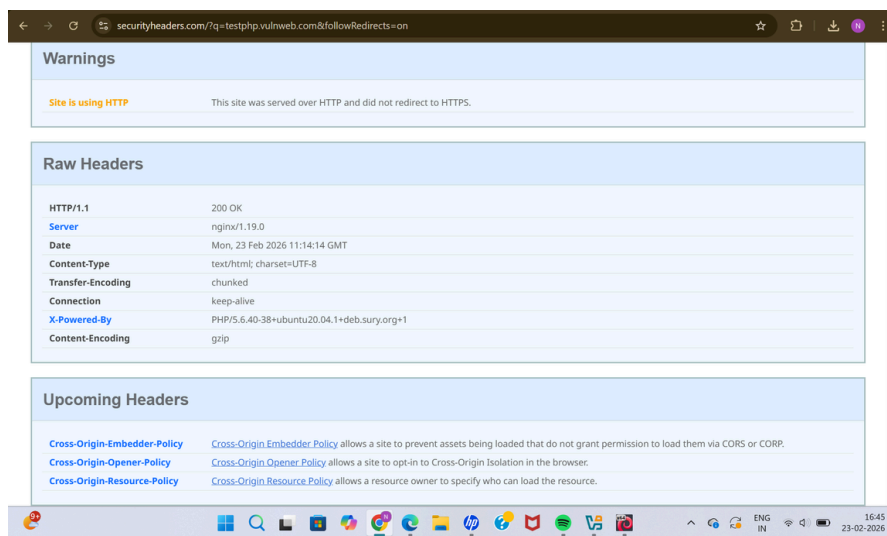 securityheaders.com/?q=testphp.vulnweb.com&followRedirects=on
N
Warnings
Site is using HTTP This site was served over HTTP and did not redirect to HTTPS.
Raw Headers
HTTP/1.1 200 OK
Server nginx/1.19.0
Date Mon, 23 Feb 2026 11:14:14 GMT
Content-Type text/html; charset=UTF-8
Transfer-Encoding chunked
Connection keep-alive
X-Powered-By PHP/5.6.40-38+ubuntu20.04.1+deb.sury.org+1
Content-Encoding gzip
Upcoming Headers
Cross-Origin-Embedder-Policy Cross-Origin Embedder Policy allows a site to prevent assets being loaded that do not grant permission to load them via CORS or CORP.
Cross-Origin-Opener-Policy Cross-Origin Opener Policy allows a site to opt-in to Cross-Origin Isolation in the browser.
Cross-Origin-Resource-Policy Cross-Origin Resource Policy allows a resource owner to specify who can load the resource.
9+
ENG 16:45
IN 23-02-2026